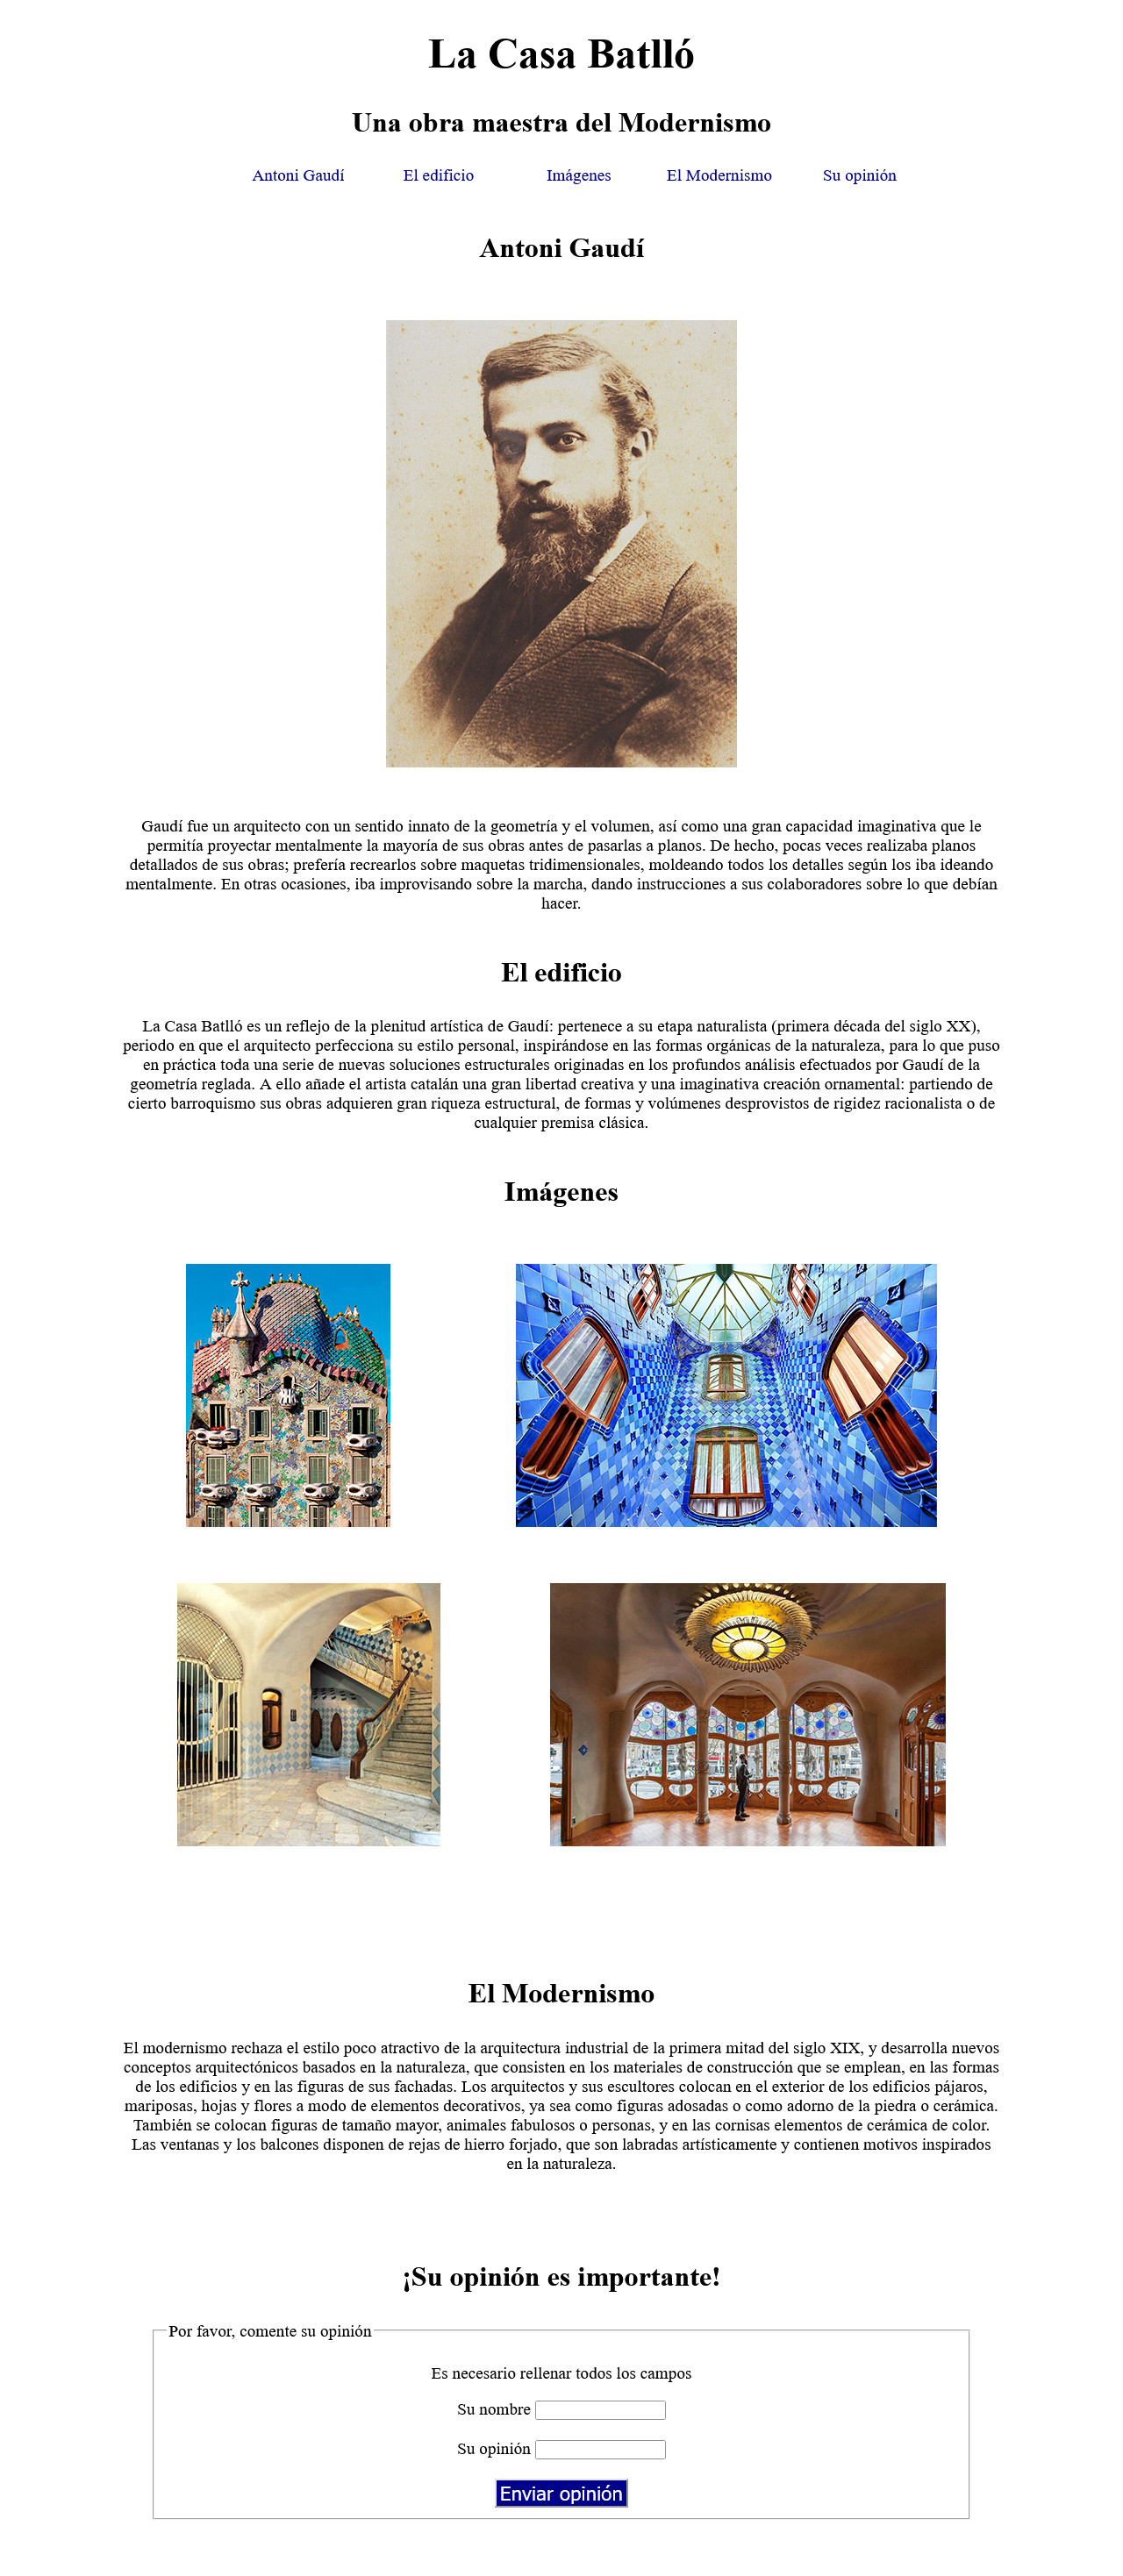 La Casa Batlló
Una obra maestra del Modernismo
Antoni Gaudí El edificio Imágenes El Modernismo Su opinión
Antoni Gaudí
Gaudí fue un arquitecto con un sentido innato de la geometría y el volumen, así como una gran capacidad imaginativa que le
permitía proyectar mentalmente la mayoría de sus obras antes de pasarlas a planos. De hecho, pocas veces realizaba planos
detallados de sus obras; prefería recrearlos sobre maquetas tridimensionales, moldeando todos los detalles según los iba ideando
mentalmente. En otras ocasiones, iba improvisando sobre la marcha, dando instrucciones a sus colaboradores sobre lo que debían
hacer.
El edificio
La Casa Batlló es un reflejo de la plenitud artística de Gaudí: pertenece a su etapa naturalista (primera década del siglo XX),
periodo en que el arquitecto perfecciona su estilo personal, inspirándose en las formas orgánicas de la naturaleza, para lo que puso
en práctica toda una serie de nuevas soluciones estructurales originadas en los profundos análisis efectuados por Gaudí de la
geometría reglada. A ello añade el artista catalán una gran libertad creativa y una imaginativa creación ornamental: partiendo de
cierto barroquismo sus obras adquieren gran riqueza estructural, de formas y volúmenes desprovistos de rigidez racionalista o de
cualquier premisa clásica.
Imágenes
El Modernismo
El modernismo rechaza el estilo poco atractivo de la arquitectura industrial de la primera mitad del siglo XIX, y desarrolla nuevos
conceptos arquitectónicos basados en la naturaleza, que consisten en los materiales de construcción que se emplean, en las formas
de los edificios y en las figuras de sus fachadas. Los arquitectos y sus escultores colocan en el exterior de los edificios pájaros,
mariposas, hojas y flores a modo de elementos decorativos, ya sea como figuras adosadas o como adorno de la piedra o cerámica.
También se colocan figuras de tamaño mayor, animales fabulosos o personas, y en las cornisas elementos de cerámica de color.
Las ventanas y los balcones disponen de rejas de hierro forjado, que son labradas artísticamente y contienen motivos inspirados
en la naturaleza.
¡Su opinión es importante!
Por favor, comente su opinión
Es necesario rellenar todos los campos
Su nombre
Su opinión
Enviar opinión